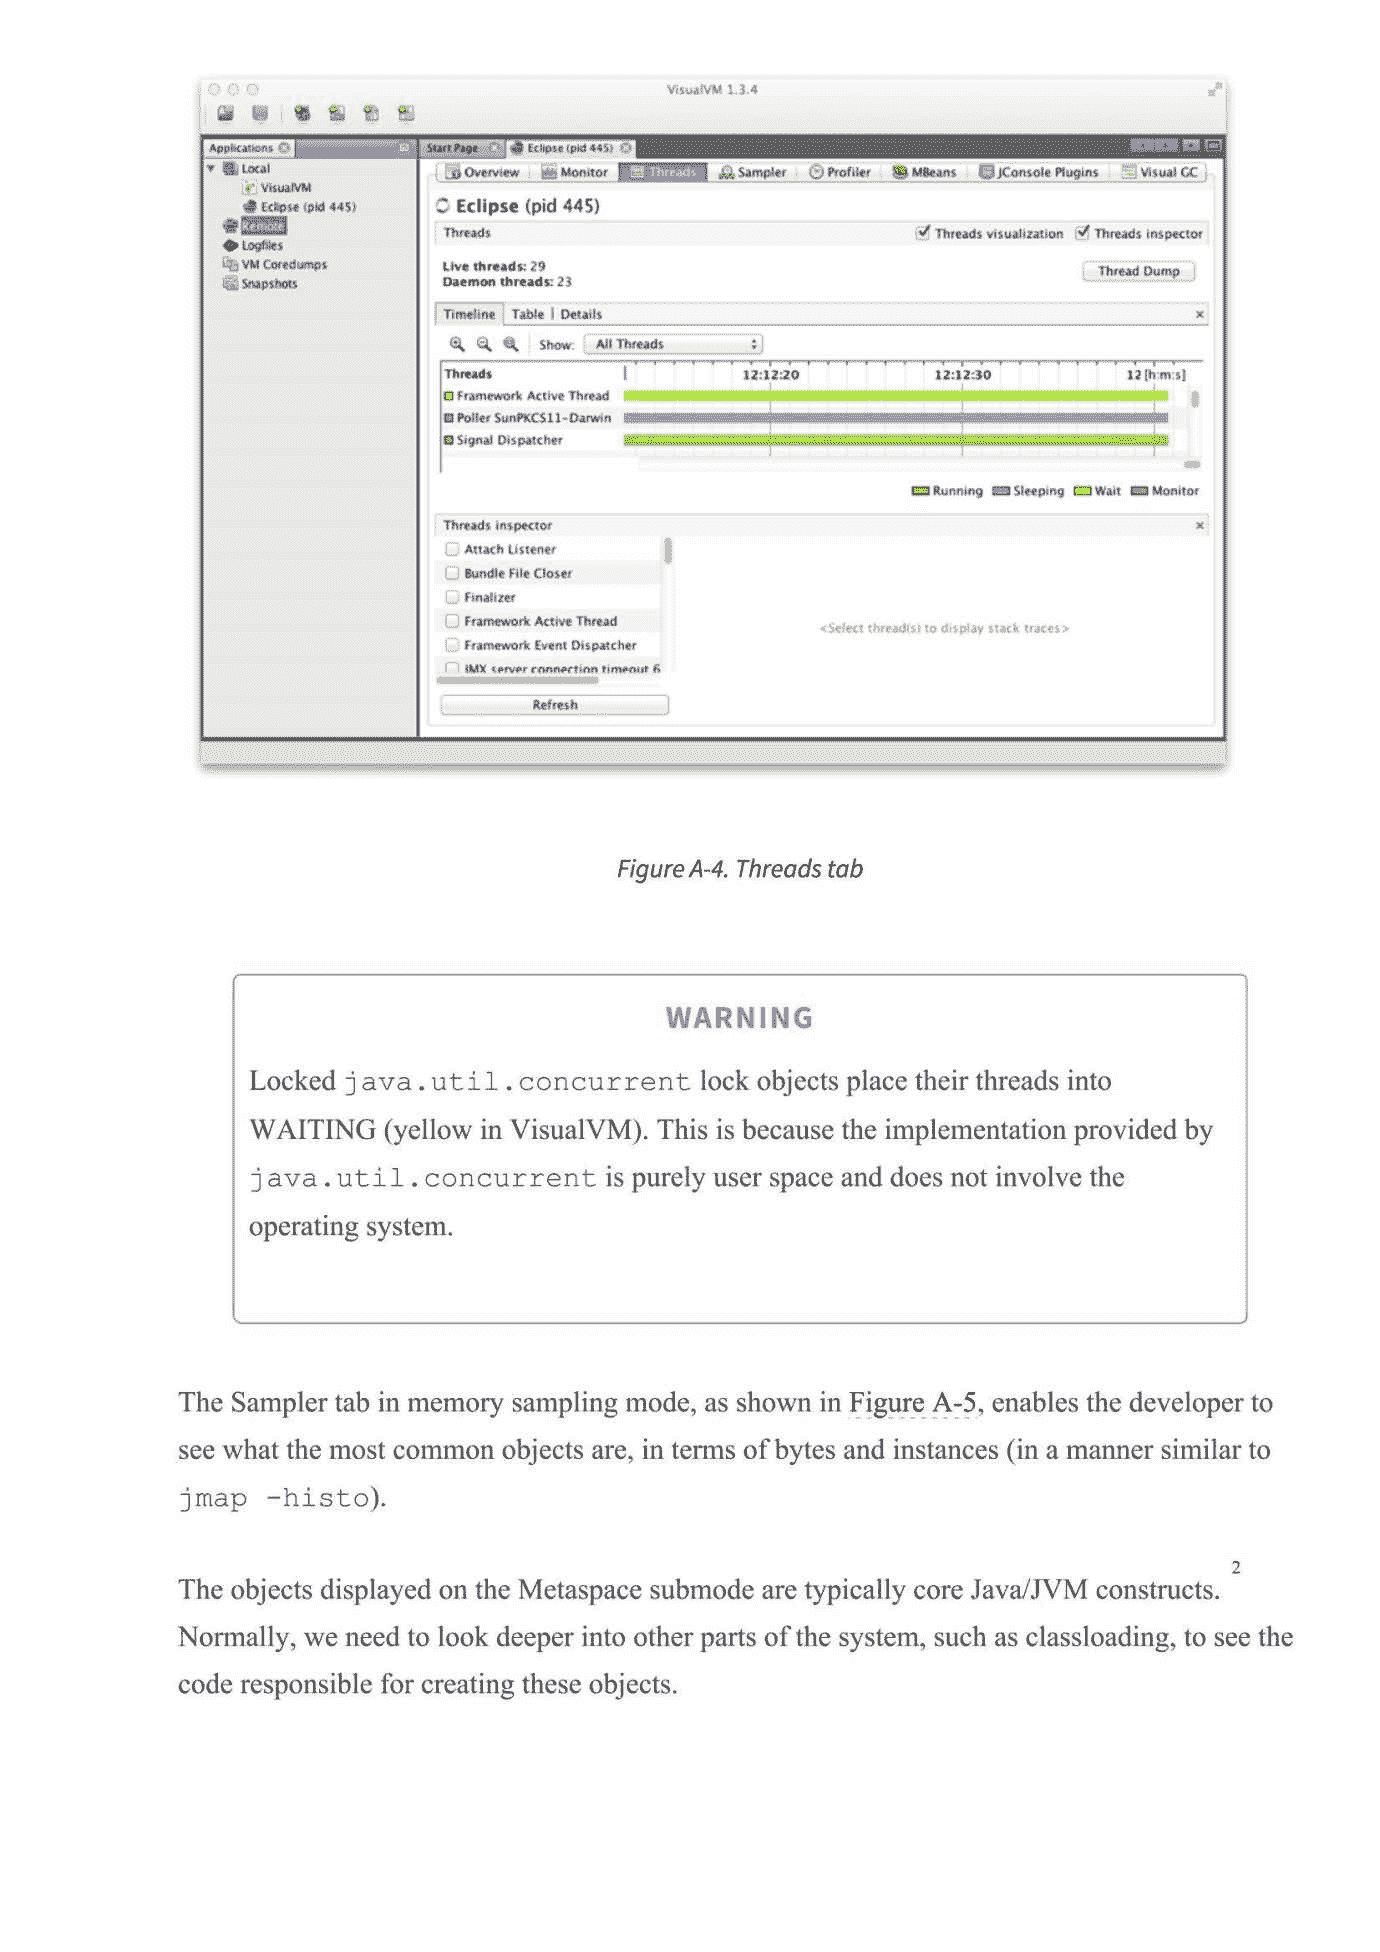 VisualVM 1.3.4
Applications
Start Page
Eclipse (pid 445)
Local
VisualVM
Eclipse (pid 445)
Remote
Logfiles
VM Coredumps
Snapshots
Overview Monitor Threads Sampler Profiler MBeans JConsole Plugins Visual GC
Eclipse (pid 445)
Threads
Threads visualization Threads inspector
Live threads: 29
Daemon threads: 23
Thread Dump
Timeline Table Details
Show: All Threads
Threads 12:12:20 12:12:30 12 [h:m:s]
Framework Active Thread
Poller SunPKCS11-Darwin
Signal Dispatcher
Running Sleeping Wait Monitor
Threads inspector
Attach Listener
Bundle File Closer
Finalizer
Framework Active Thread
Framework Event Dispatcher
JMX server connection timeout 6
<Select thread(s) to display stack traces>
Refresh
Figure A-4. Threads tab
WARNING
Locked java.util.concurrent lock objects place their threads into
WAITING (yellow in VisualVM). This is because the implementation provided by
java.util.concurrent is purely user space and does not involve the
operating system.
The Sampler tab in memory sampling mode, as shown in Figure A-5, enables the developer to
see what the most common objects are, in terms of bytes and instances (in a manner similar to
jmap -histo).
The objects displayed on the Metaspace submode are typically core Java/JVM constructs. 2
Normally, we need to look deeper into other parts of the system, such as classloading, to see the
code responsible for creating these objects.